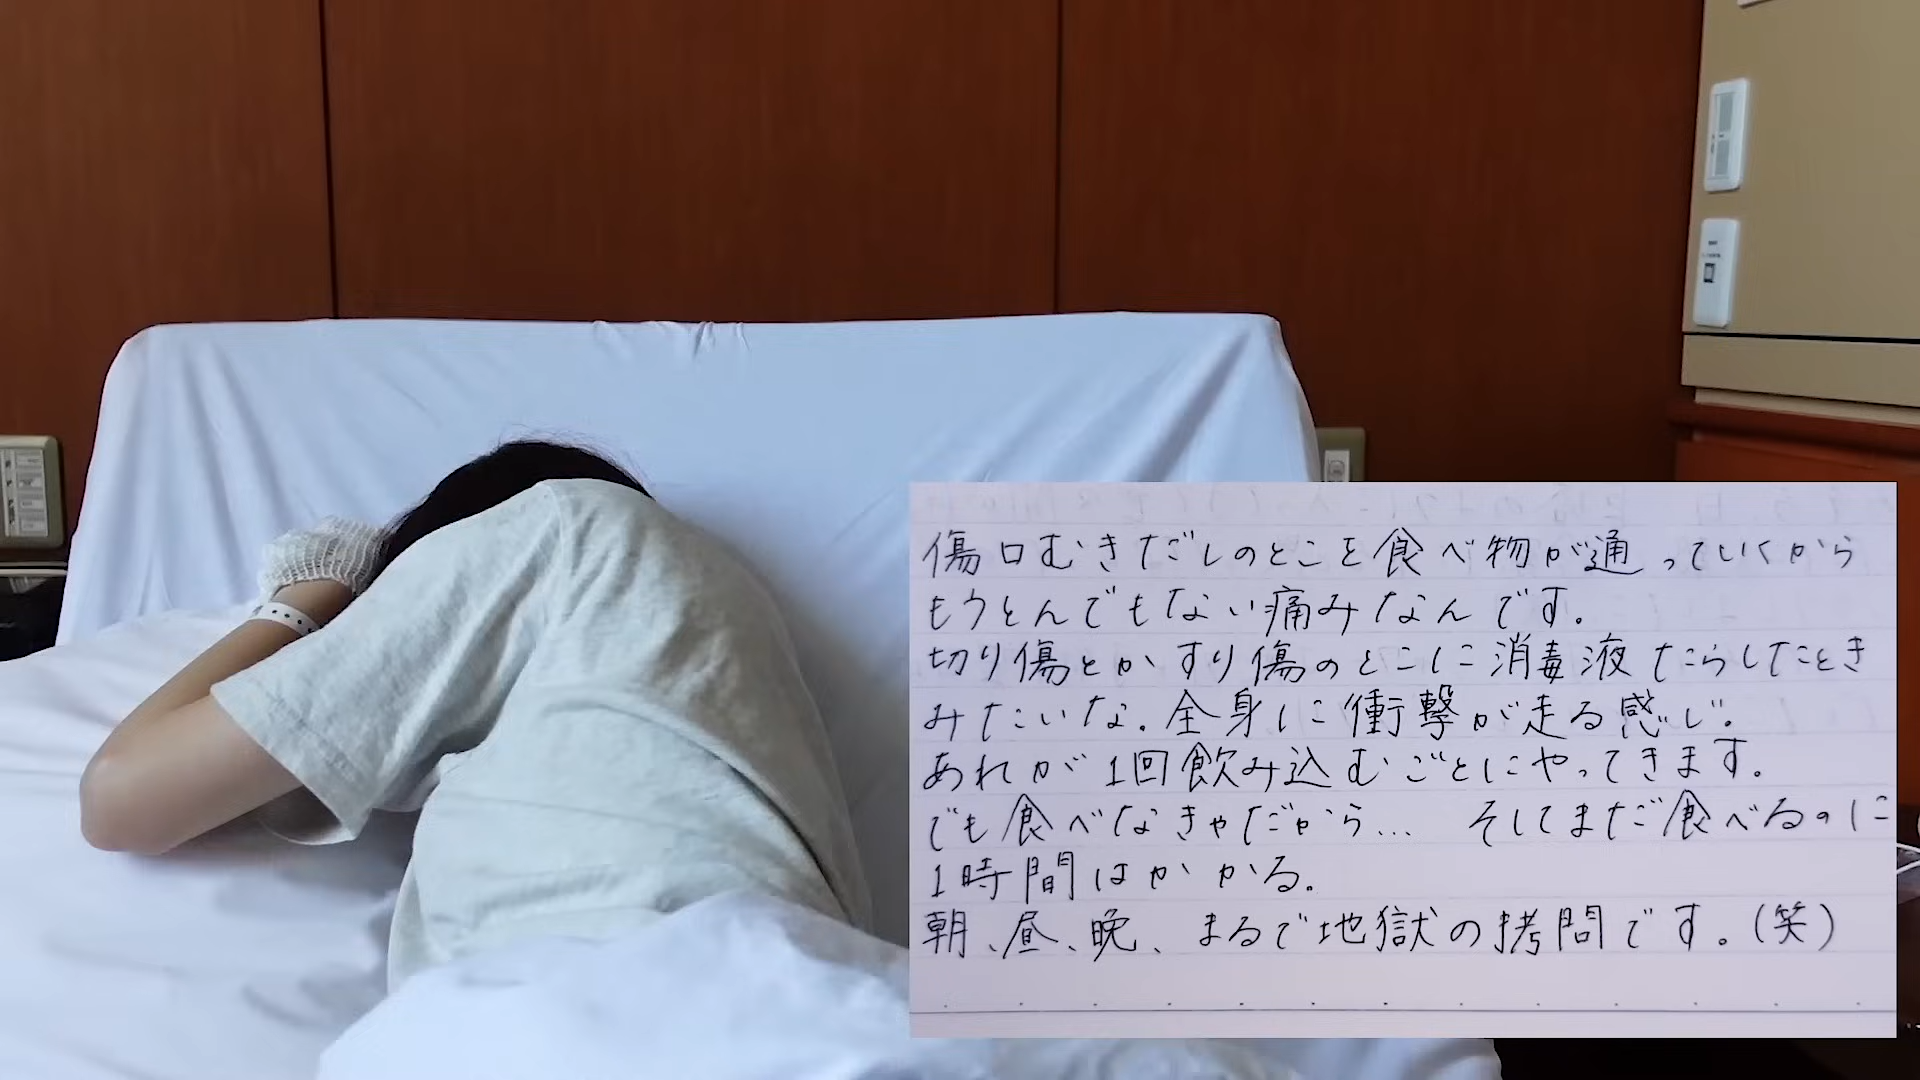 傷口むきだしのとこを食べ物が通っていくから
もうとんでもない痛みなんです。
切り傷とかすり傷のとこに消毒液たらしたとき
みたいな。全身に衝撃が走る感じ。
あれが1回飲み込むごとにやってきます。
でも食べなきゃだから… そしてまだ食べるのに
1時間はかかる。
朝、昼、晩、まるで地獄の拷問です。(笑)